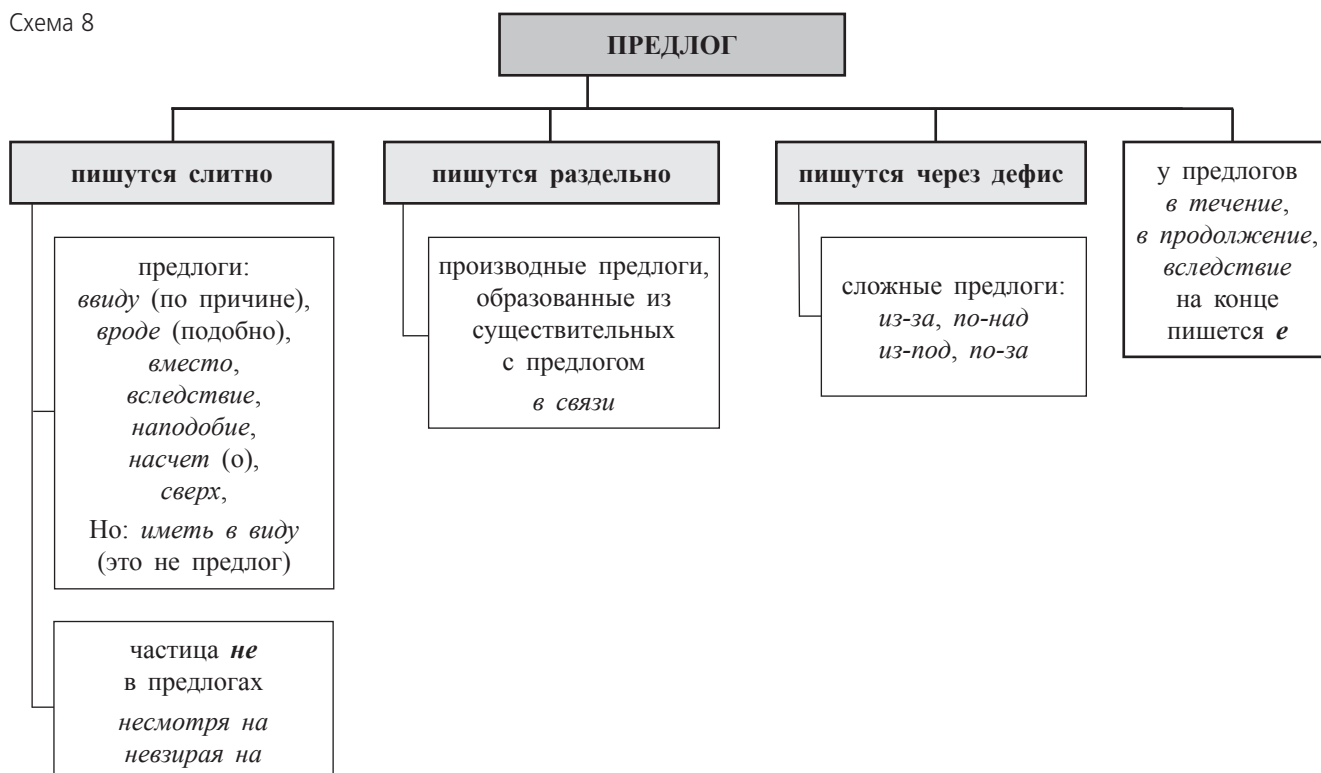 Схема 8
ПРЕДЛОГ
пишутся слитно
предлоги:
ввиду (по причине),
вроде (подобно),
вместо,
вследствие,
наподобие,
насчет (о),
сверх,
Но: иметь в виду
(это не предлог)
частица не
в предлогах
несмотря на
невзирая на
пишутся раздельно
производные предлоги,
образованные из
существительных
с предлогом
в связи
пишутся через дефис
сложные предлоги:
из-за, по-над
из-под, по-за
у предлогов
в течение,
в продолжение,
вследствие
на конце
пишется е